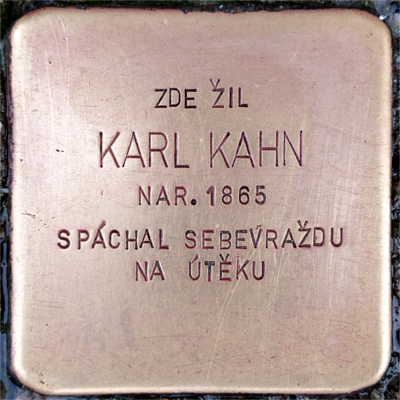 ZDE ŽIL
KARL KAHN
NAR. 1865
SPÁCHAL SEBEVRAŽDU
NA ÚTĚKU